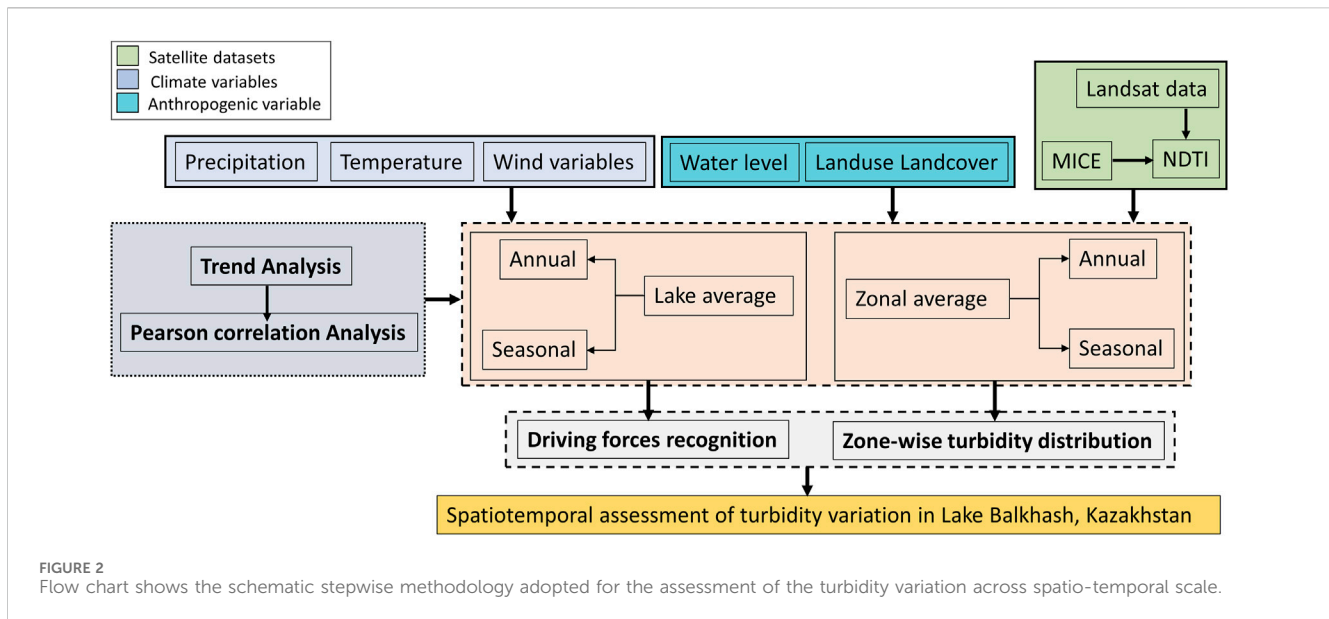 Satellite datasets
Climate variables
Anthropogenic variable
Landsat data
MICE
NDTI
Precipitation
Temperature
Wind variables
Water level
Landuse Landcover
Trend Analysis
Pearson correlation Analysis
Annual
Lake average
Seasonal
Zonal average
Annual
Seasonal
Driving forces recognition
Zone-wise turbidity distribution
Spatiotemporal assessment of turbidity variation in Lake Balkhash, Kazakhstan
FIGURE 2
Flow chart shows the schematic stepwise methodology adopted for the assessment of the turbidity variation across spatio-temporal scale.